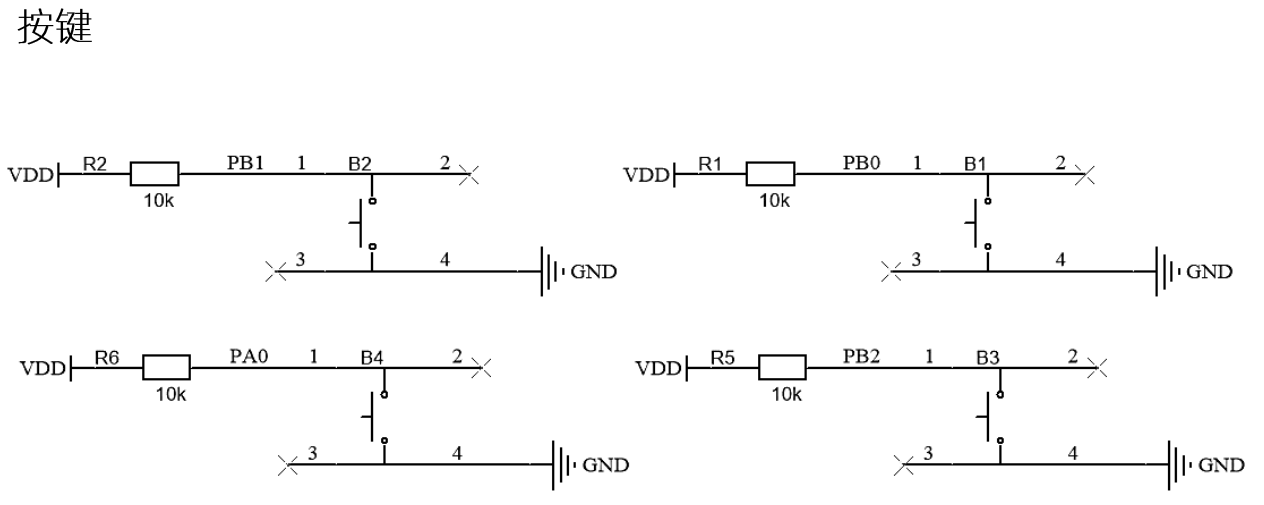 按键
VDD R2 PB1 1 B2 2
10k
3 4 GND
VDD R1 PB0 1 B1 2
10k
3 4 GND
VDD R6 PA0 1 B4 2
10k
3 4 GND
VDD R5 PB2 1 B3 2
10k
3 4 GND